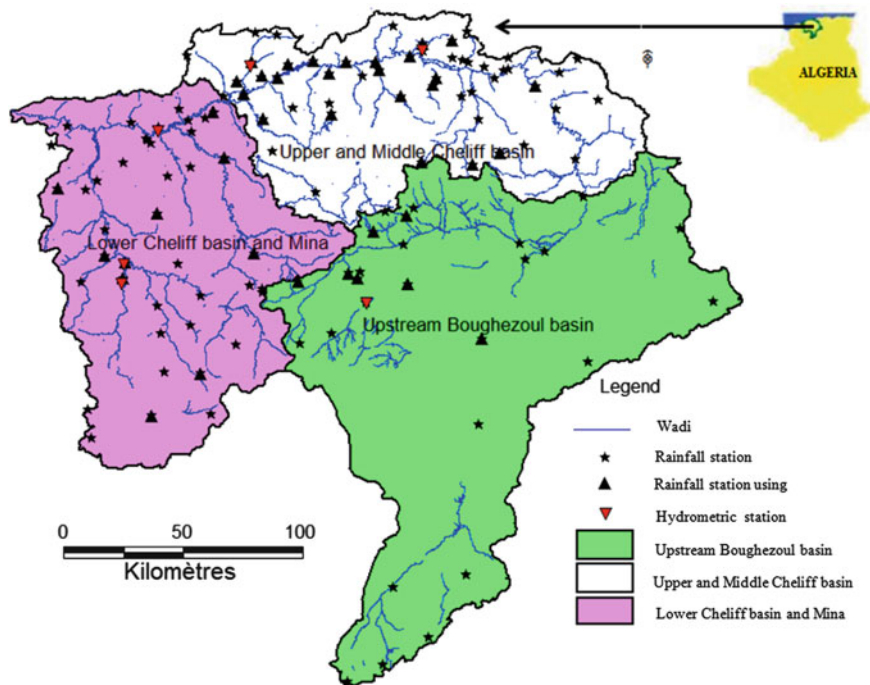 ALGERIA
Upper and Middle Cheliff basin
Lower Cheliff basin and Mina
Upstream Boughezoul basin
Legend
Wadi
Rainfall station
Rainfall station using
Hydrometric station
Upstream Boughezoul basin
Upper and Middle Cheliff basin
Lower Cheliff basin and Mina
0 50 100
Kilomètres